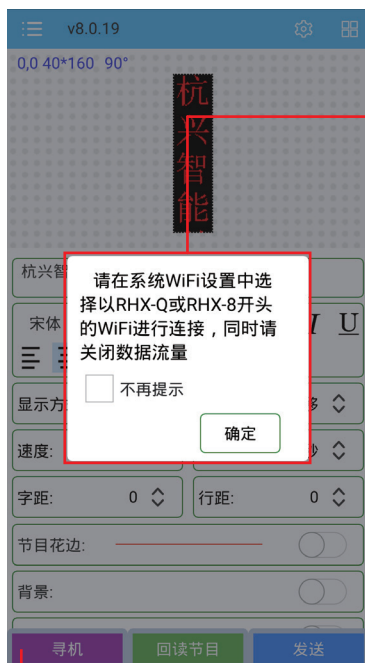 v8.0.19
0,0 40*160 90°
杭
兴
智
能
杭兴智
请在系统WiFi设置中选
择以RHX-Q或RHX-8开头
的WiFi进行连接，同时请
关闭数据流量
不再提示
确定
宋体 I U
显示方
速度: 秒
字距: 0 行距: 0
节目花边:
背景:
寻机 回读节目 发送